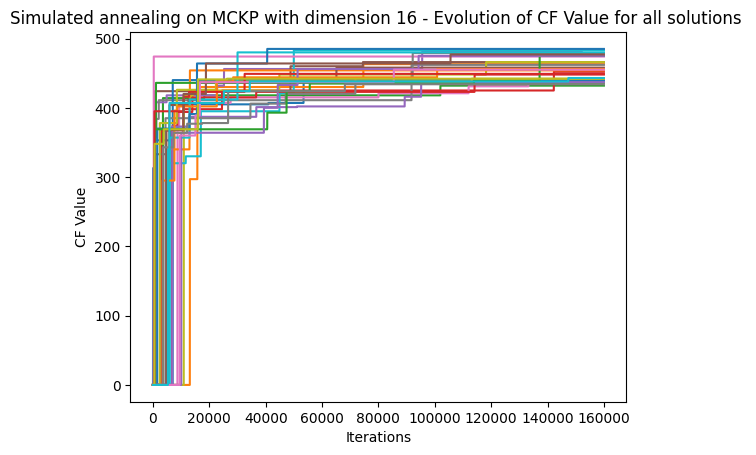 Simulated annealing on MCKP with dimension 16 - Evolution of CF Value for all solutions
500
400
300
200
100
0
CF Value
0 20000 40000 60000 80000 100000 120000 140000 160000
Iterations